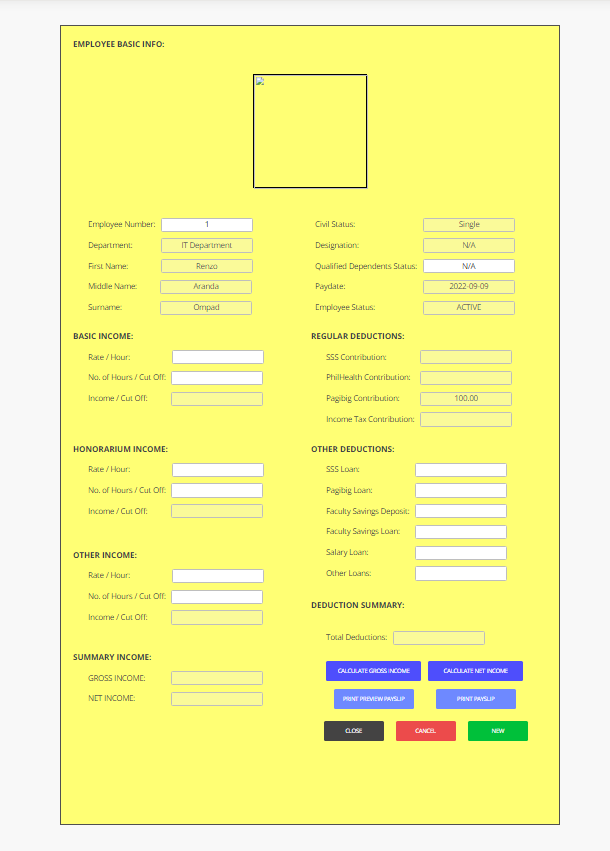 EMPLOYEE BASIC INFO:
Employee Number: 1
Department: IT Department
First Name: Renzo
Middle Name: Aranda
Surname: Ompad
Civil Status: Single
Designation: N/A
Qualified Dependents Status: N/A
Paydate: 2022-09-09
Employee Status: ACTIVE
BASIC INCOME:
Rate / Hour:
No. of Hours / Cut Off:
Income / Cut Off:
REGULAR DEDUCTIONS:
SSS Contribution:
PhilHealth Contribution:
Pagibig Contribution: 100.00
Income Tax Contribution:
HONORARIUM INCOME:
Rate / Hour:
No. of Hours / Cut Off:
Income / Cut Off:
OTHER DEDUCTIONS:
SSS Loan:
Pagibig Loan:
Faculty Savings Deposit:
Faculty Savings Loan:
Salary Loan:
Other Loans:
OTHER INCOME:
Rate / Hour:
No. of Hours / Cut Off:
Income / Cut Off:
DEDUCTION SUMMARY:
Total Deductions:
SUMMARY INCOME:
GROSS INCOME:
NET INCOME:
CALCULATE GROSS INCOME
CALCULATE NET INCOME
PRINT PREVIEW PAYSLIP
PRINT PAYSLIP
CLOSE
CANCEL
NEW